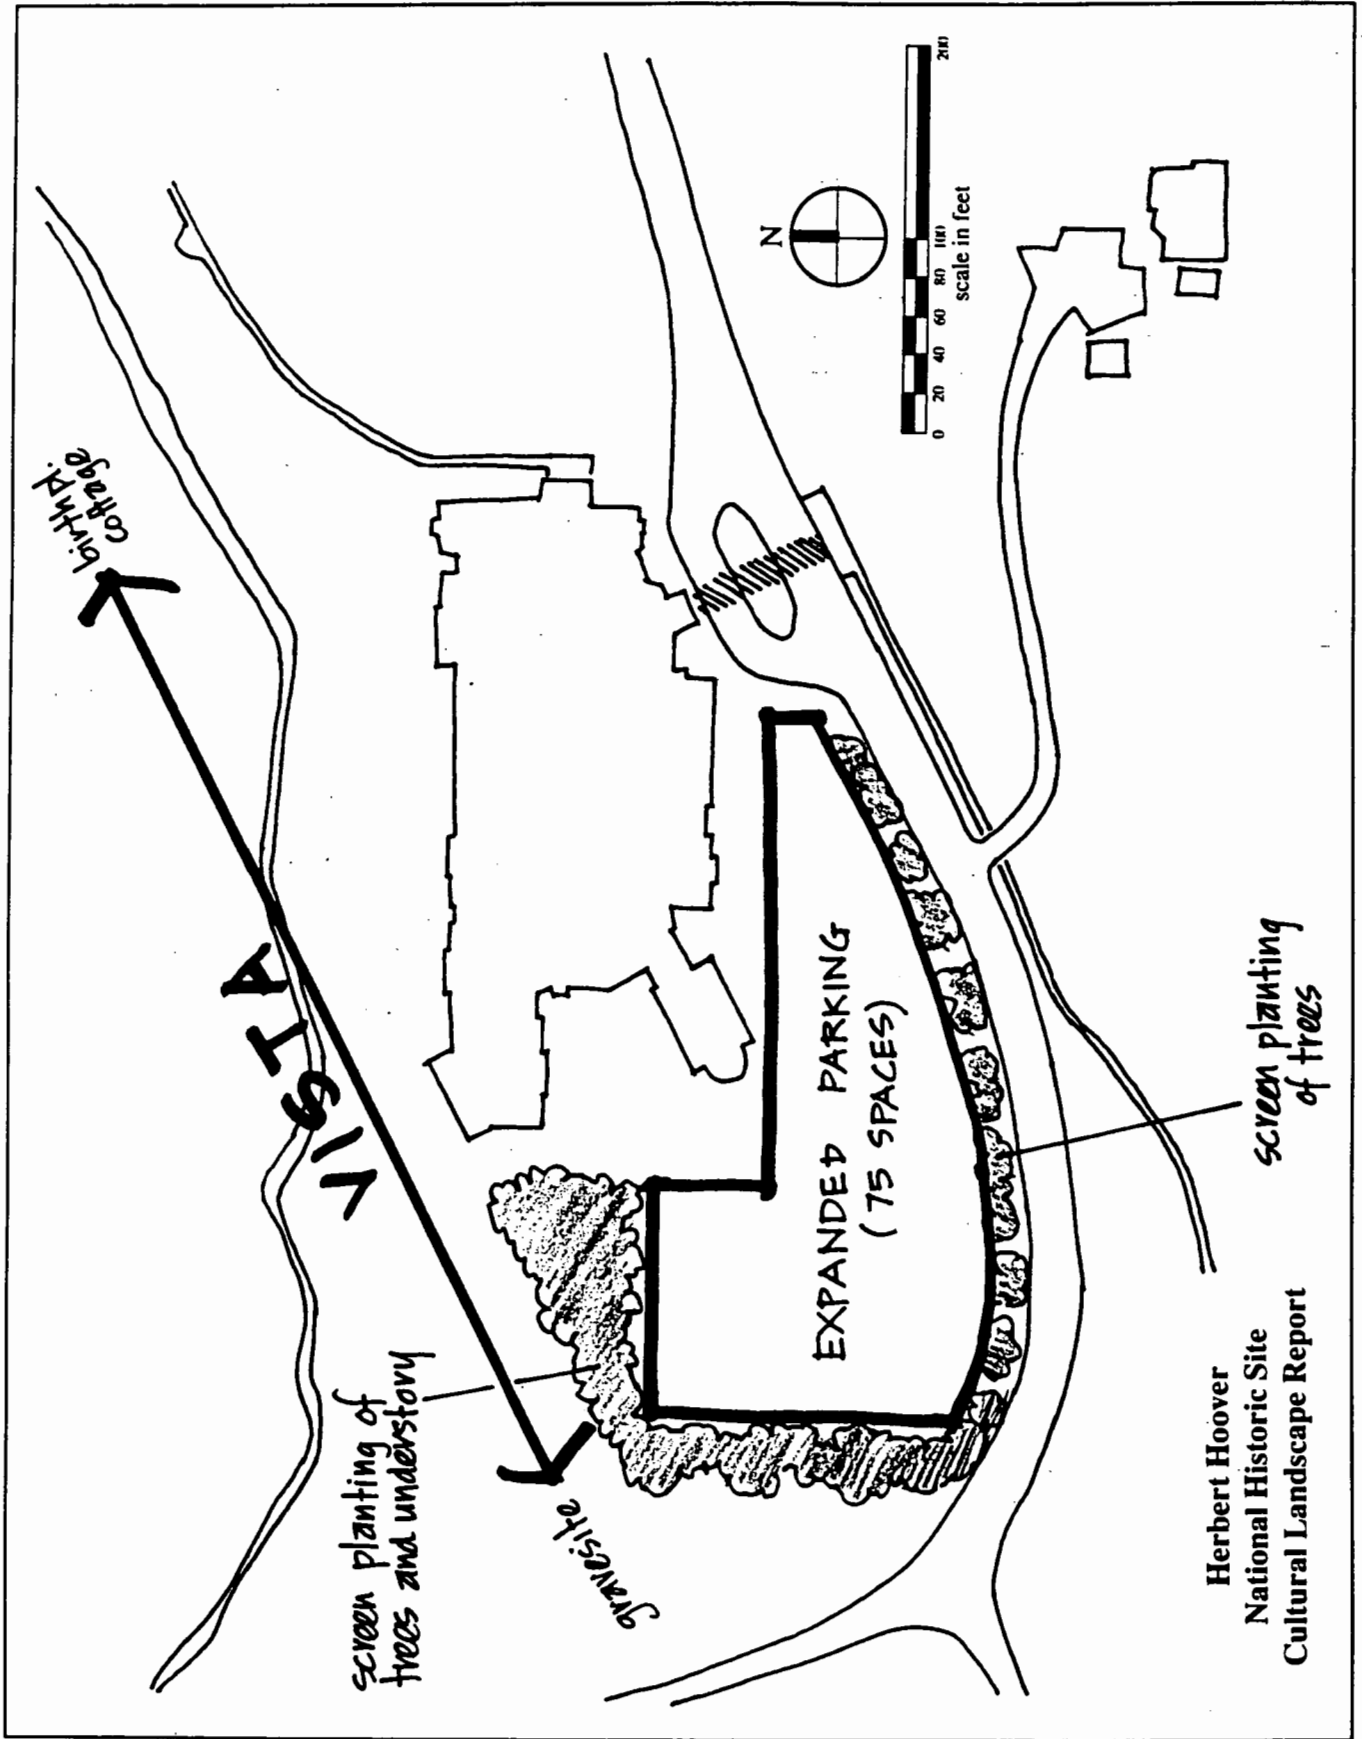 birthpl.
cottage
VISTA
screen planting of
trees and understory
gravesite
EXPANDED PARKING
(75 SPACES)
screen planting
of trees
N
0 20 40 60 80 100 200
scale in feet
Herbert Hoover
National Historic Site
Cultural Landscape Report